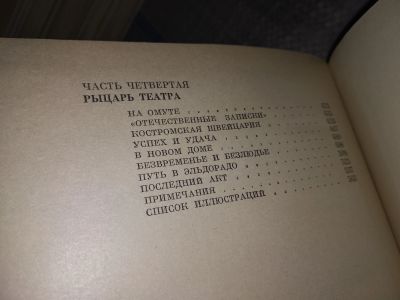 ЧАСТЬ ЧЕТВЕРТАЯ
РЫЦАРЬ ТЕАТРА
НА ОМУТЕ
«ОТЕЧЕСТВЕННЫЕ ЗАПИСКИ»
КОСТРОМСКАЯ ШВЕЙЦАРИЯ
УСПЕХ И УДАЧА
В НОВОМ ДОМЕ
БЕЗВРЕМЕНЬЕ И БЕЗЛЮДЬЕ
ПУТЬ В ЭЛЬДОРАДО
ПОСЛЕДНИЙ АКТ
ПРИМЕЧАНИЯ
СПИСОК ИЛЛЮСТРАЦИЙ